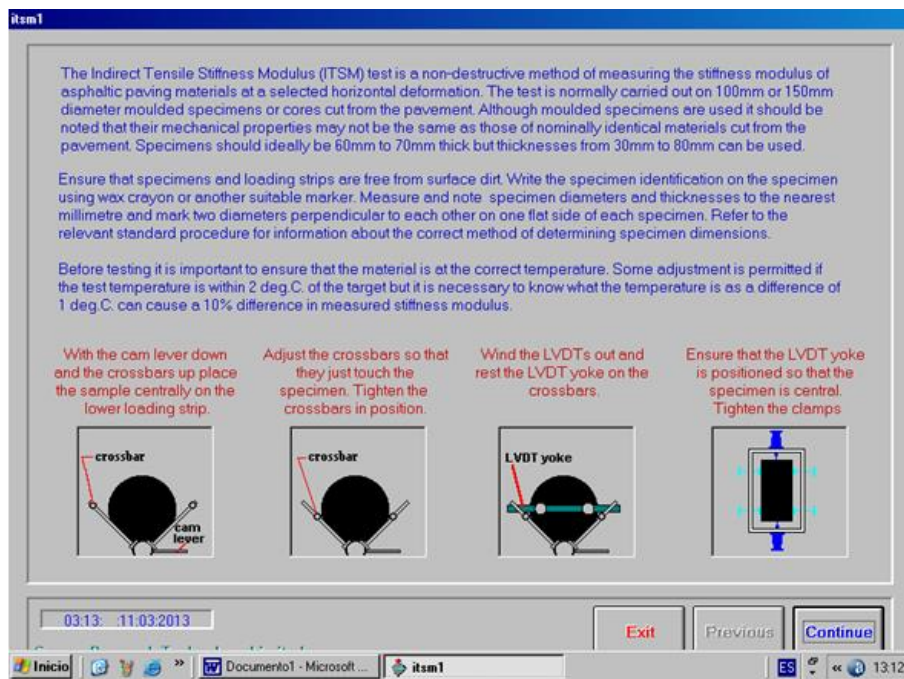 itsm1
The Indirect Tensile Stiffness Modulus (ITSM) test is a non-destructive method of measuring the stiffness modulus of
asphaltic paving materials at a selected horizontal deformation. The test is normally carried out on 100mm or 150mm
diameter moulded specimens or cores cut from the pavement. Although moulded specimens are used it should be
noted that their mechanical properties may not be the same as those of nominally identical materials cut from the
pavement. Specimens should ideally be 60mm to 70mm thick but thicknesses from 30mm to 80mm can be used.
Ensure that specimens and loading strips are free from surface dirt. Write the specimen identification on the specimen
using wax crayon or another suitable marker. Measure and note specimen diameters and thicknesses to the nearest
millimetre and mark two diameters perpendicular to each other on one flat side of each specimen. Refer to the
relevant standard procedure for information about the correct method of determining specimen dimensions.
Before testing it is important to ensure that the material is at the correct temperature. Some adjustment is permitted if
the test temperature is within 2 deg.C. of the target but it is necessary to know what the temperature is as a difference of
1 deg.C. can cause a 10% difference in measured stiffness modulus.
With the cam lever down
and the crossbars up place
the sample centrally on the
lower loading strip.
Adjust the crossbars so that
they just touch the
specimen. Tighten the
crossbars in position.
Wind the LVDTs out and
rest the LVDT yoke on the
crossbars.
Ensure that the LVDT yoke
is positioned so that the
specimen is central.
Tighten the clamps
crossbar
cam
lever
crossbar
LVDT yoke
03:13: :11:03:2013
Exit
Previous
Continue
Inicio
»
Documento1 - Microsoft ...
itsm1
ES
«
13:12